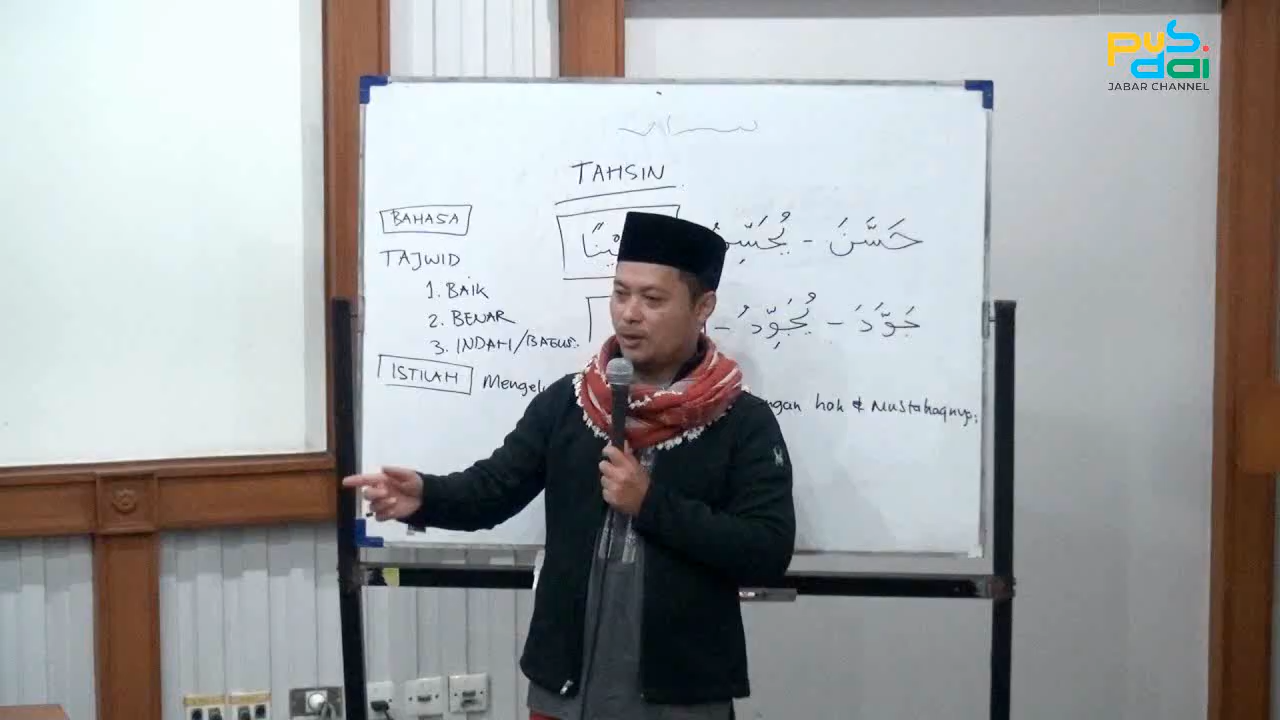 PUSDAI
JABAR CHANNEL
TAHSIN
BAHASA
حَسَّنَ - يُحَسِّنُ
TAJWID
1. BAIK
2. BENAR
جَوَّدَ - يُجَوِّدُ -
3. INDAH/BAGUS
ISTILAH
hak & Mustahaqnya;